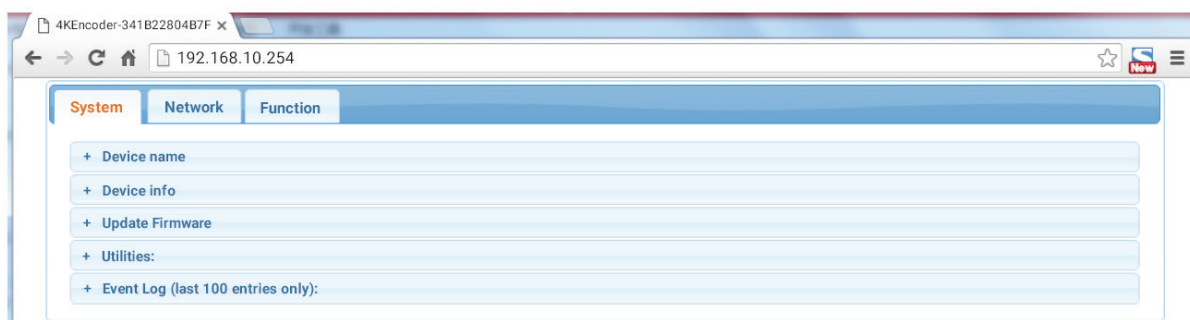 4KEncoder-341B22804B7F
192.168.10.254
New
System Network Function
+ Device name
+ Device info
+ Update Firmware
+ Utilities:
+ Event Log (last 100 entries only):